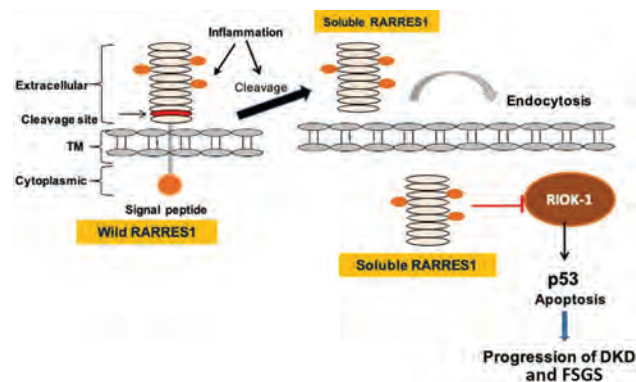 Soluble RARRES1
Inflammation
Extracellular
Cleavage
Cleavage site
Endocytosis
TM
Cytoplasmic
Signal peptide
Wild RARRES1
RIOK-1
Soluble RARRES1
p53
Apoptosis
Progression of DKD
and FSGS